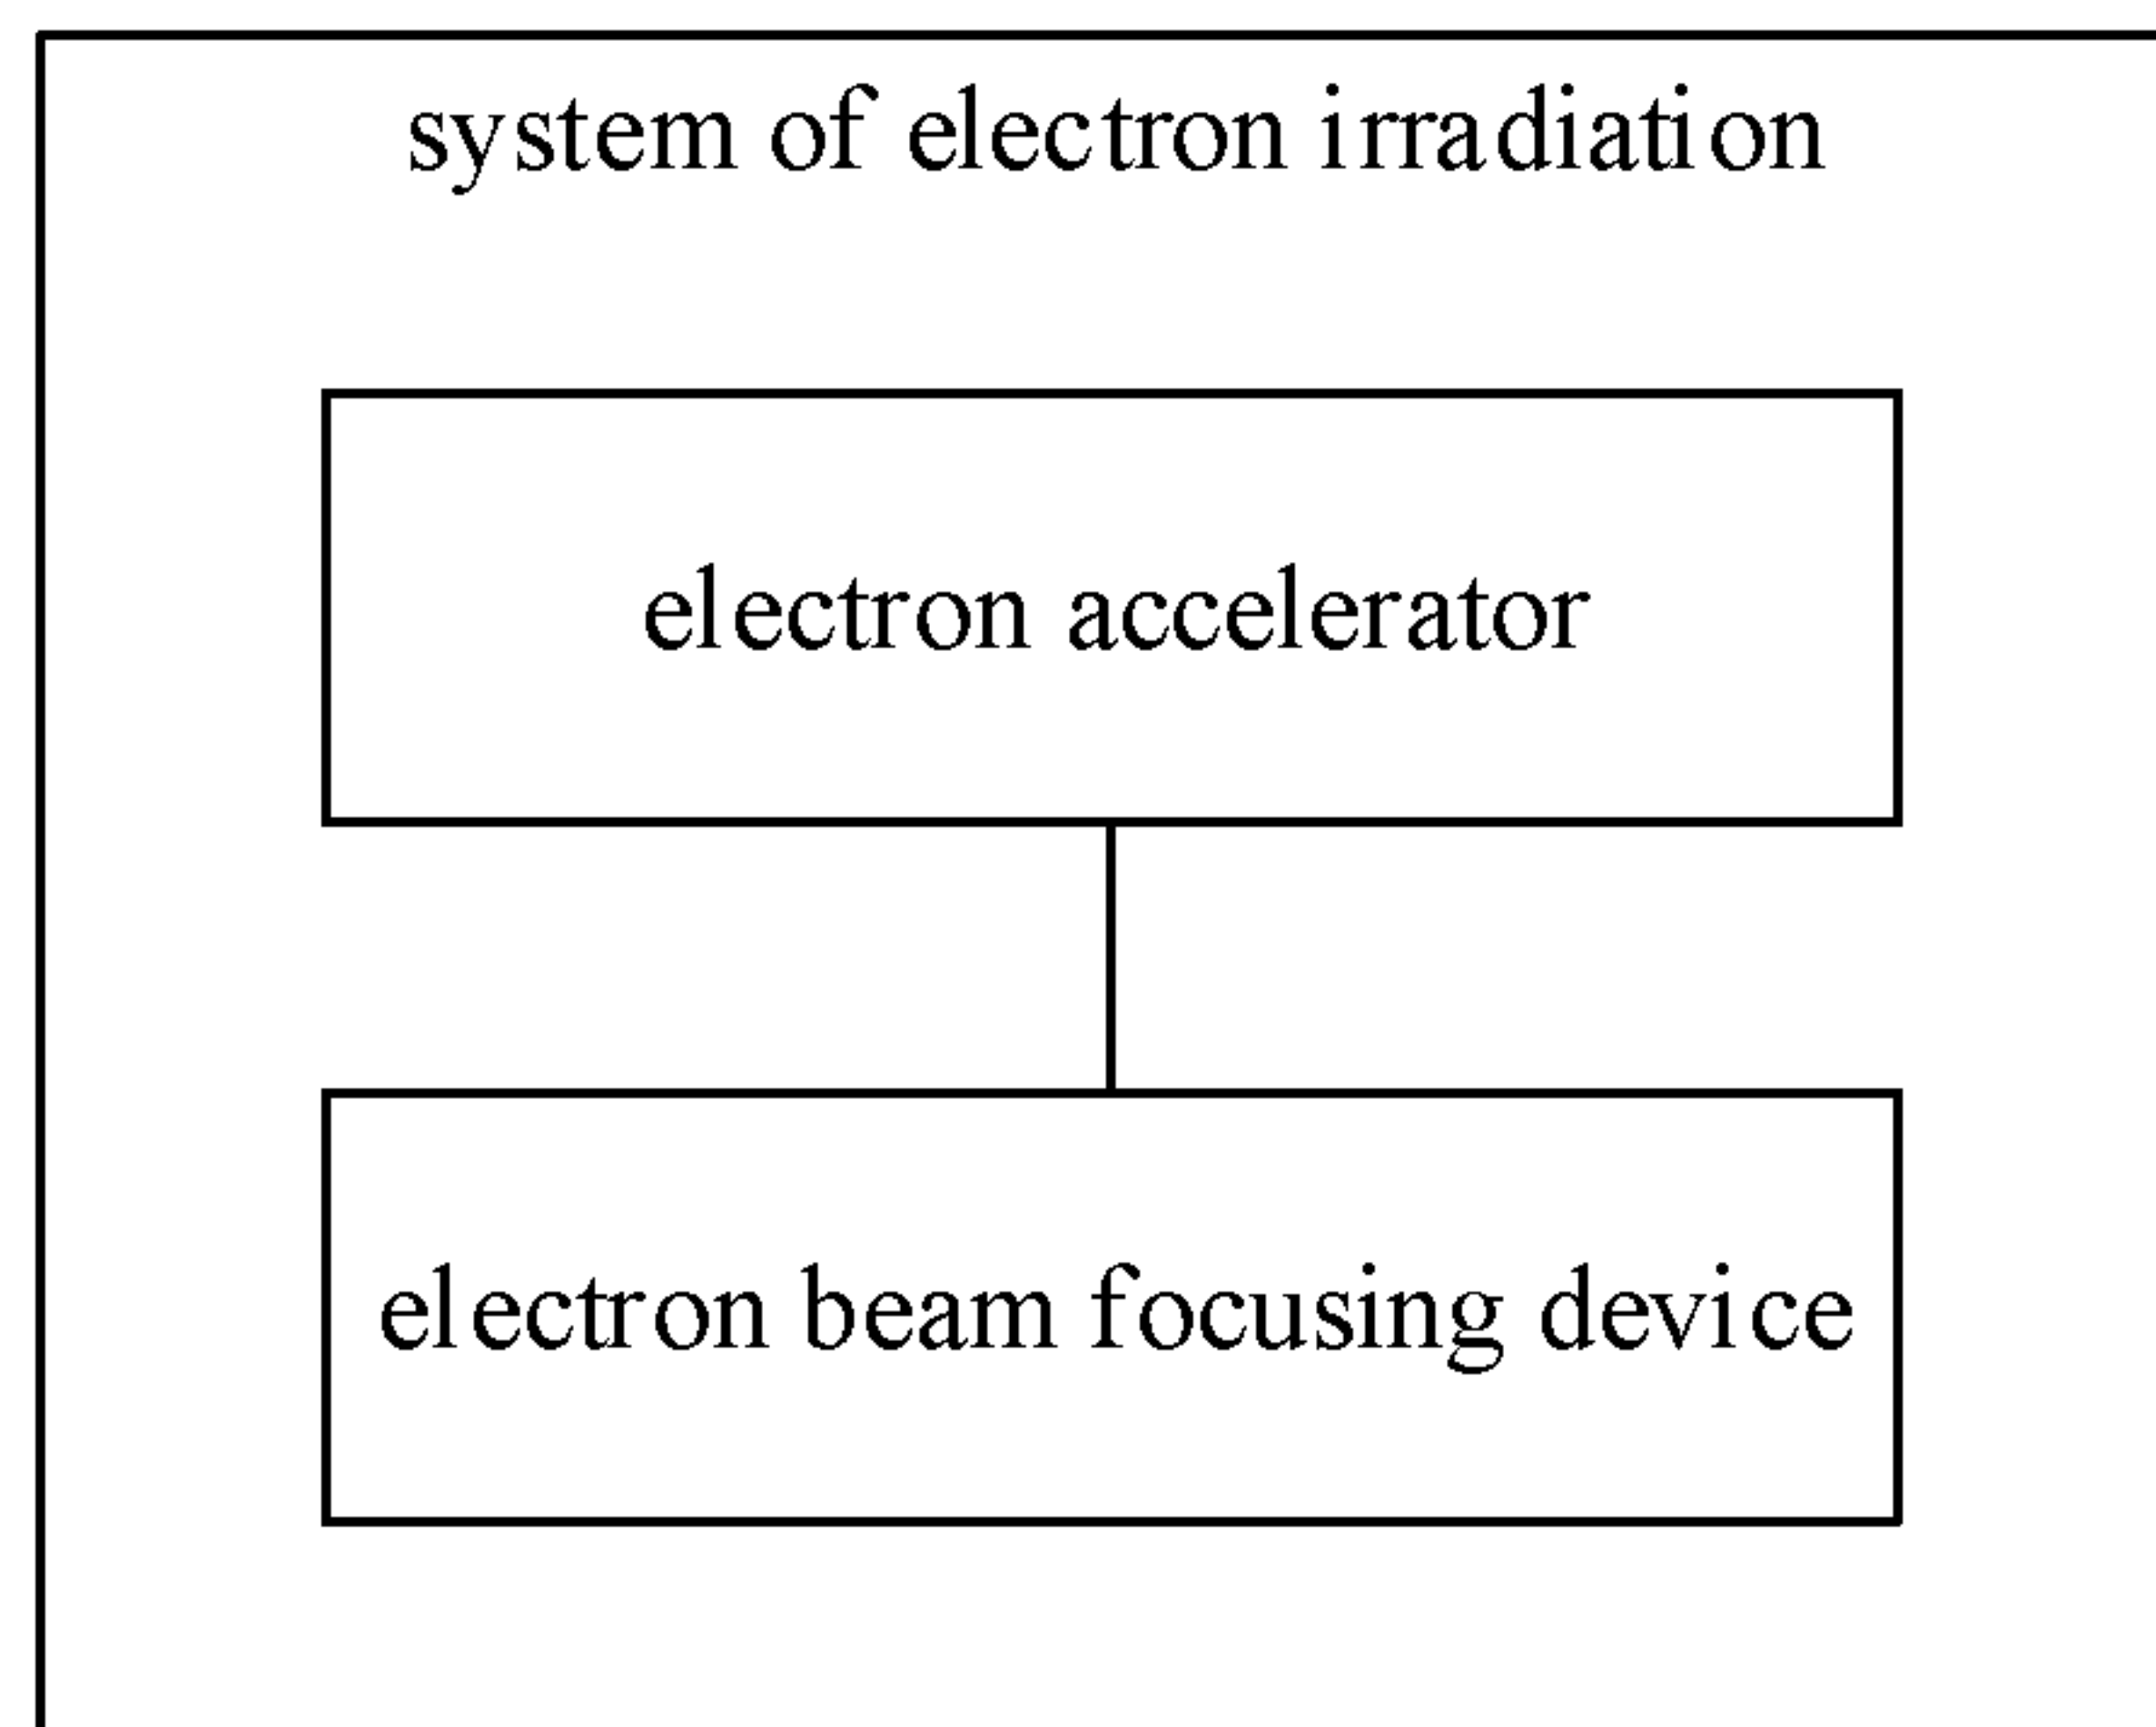 system of electron irradiation
electron accelerator
electron beam focusing device